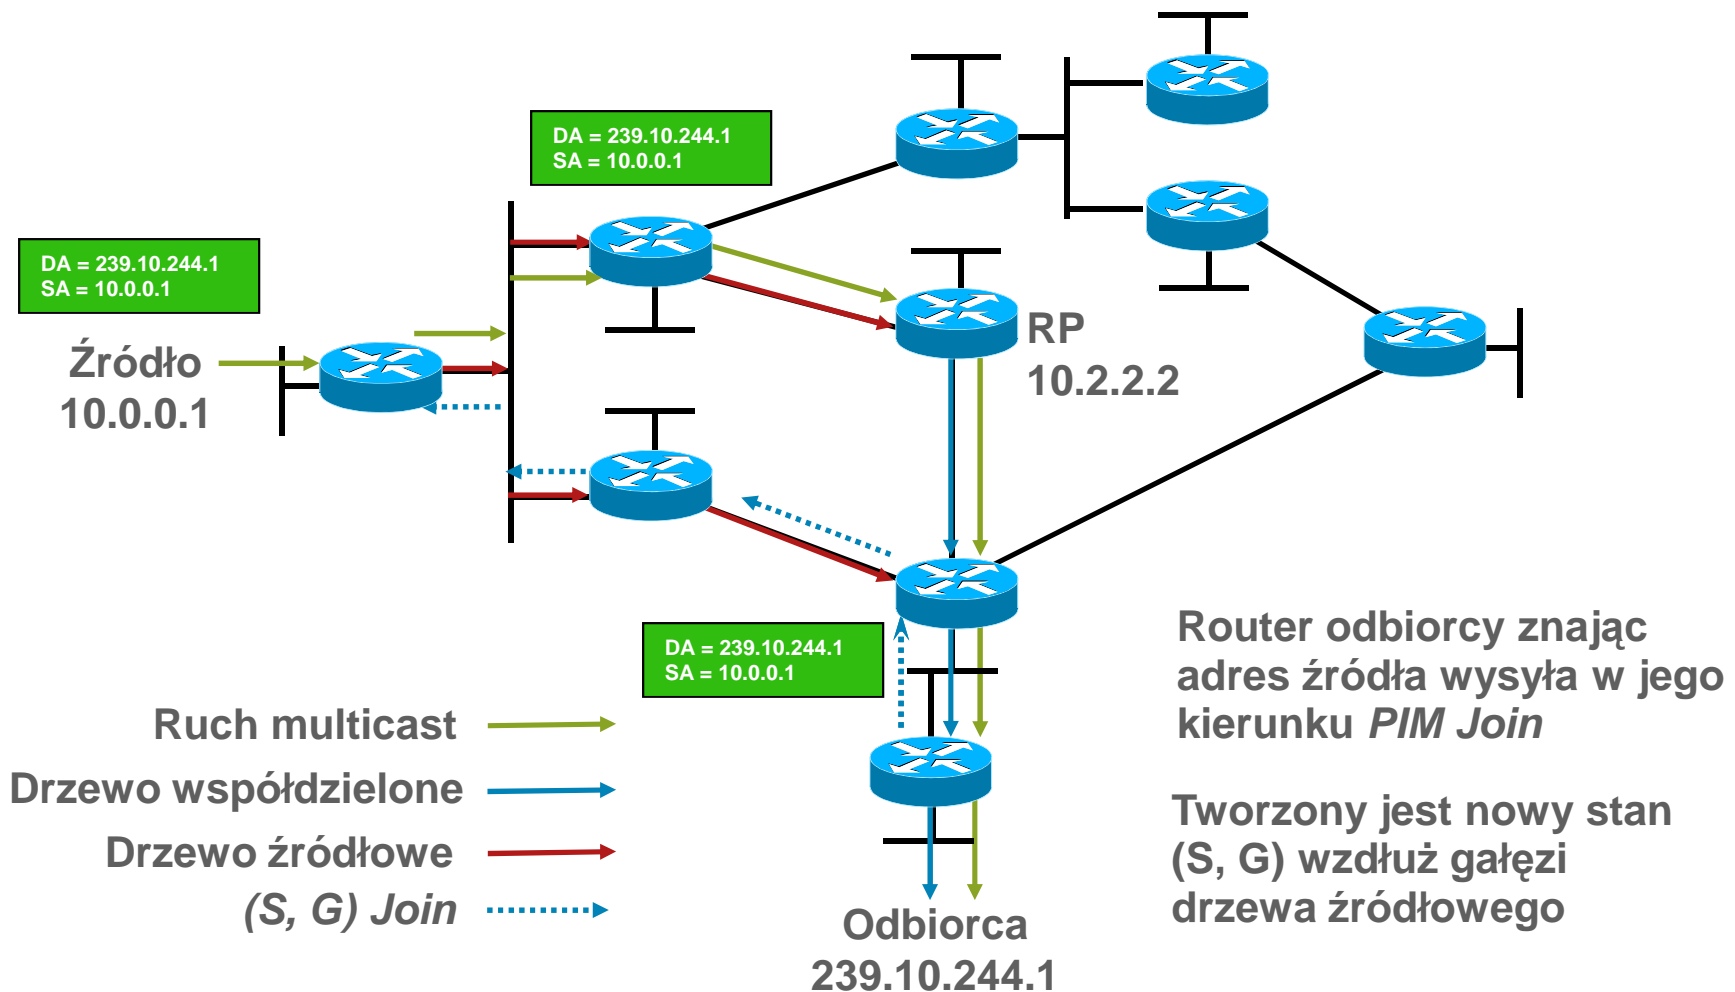 DA = 239.10.244.1
SA = 10.0.0.1
DA = 239.10.244.1
SA = 10.0.0.1
Źródło
10.0.0.1
RP
10.2.2.2
DA = 239.10.244.1
SA = 10.0.0.1
Router odbiorcy znając
adres źródła wysyła w jego
kierunku PIM Join
Ruch multicast
Drzewo współdzielone
Drzewo źródłowe
(S, G) Join
Tworzony jest nowy stan
(S, G) wzdłuż gałęzi
drzewa źródłowego
Odbiorca
239.10.244.1